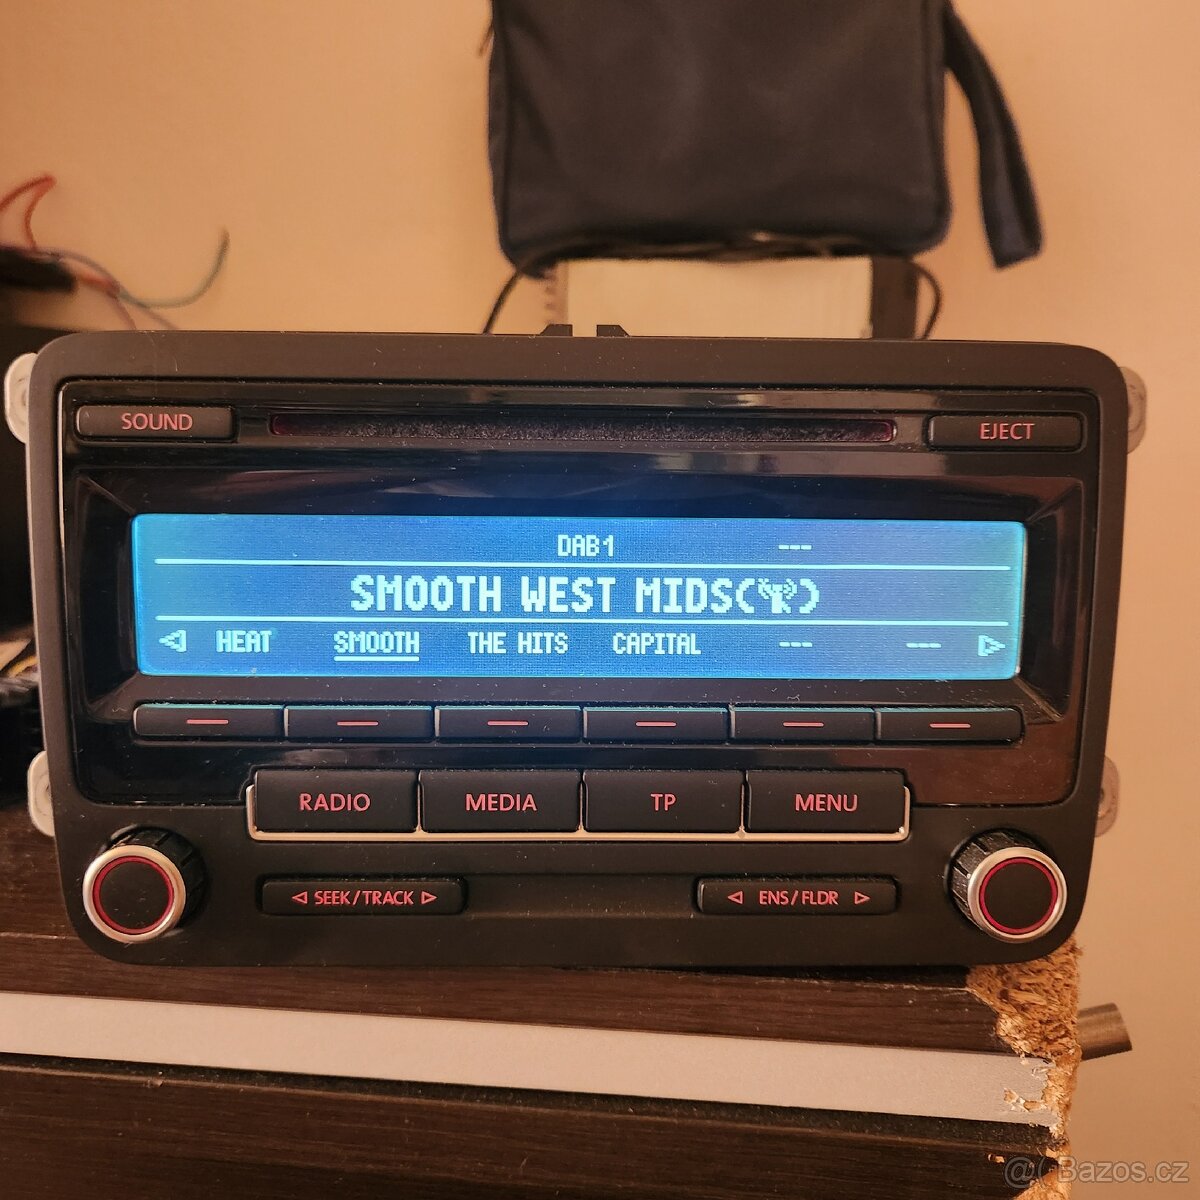 SOUND
EJECT
DAB1 ---
SMOOTH WEST MIDS( )
HEAT SMOOTH THE HITS CAPITAL --- ---
RADIO MEDIA TP MENU
SEEK/TRACK
ENS/FLDR
Bazos.cz